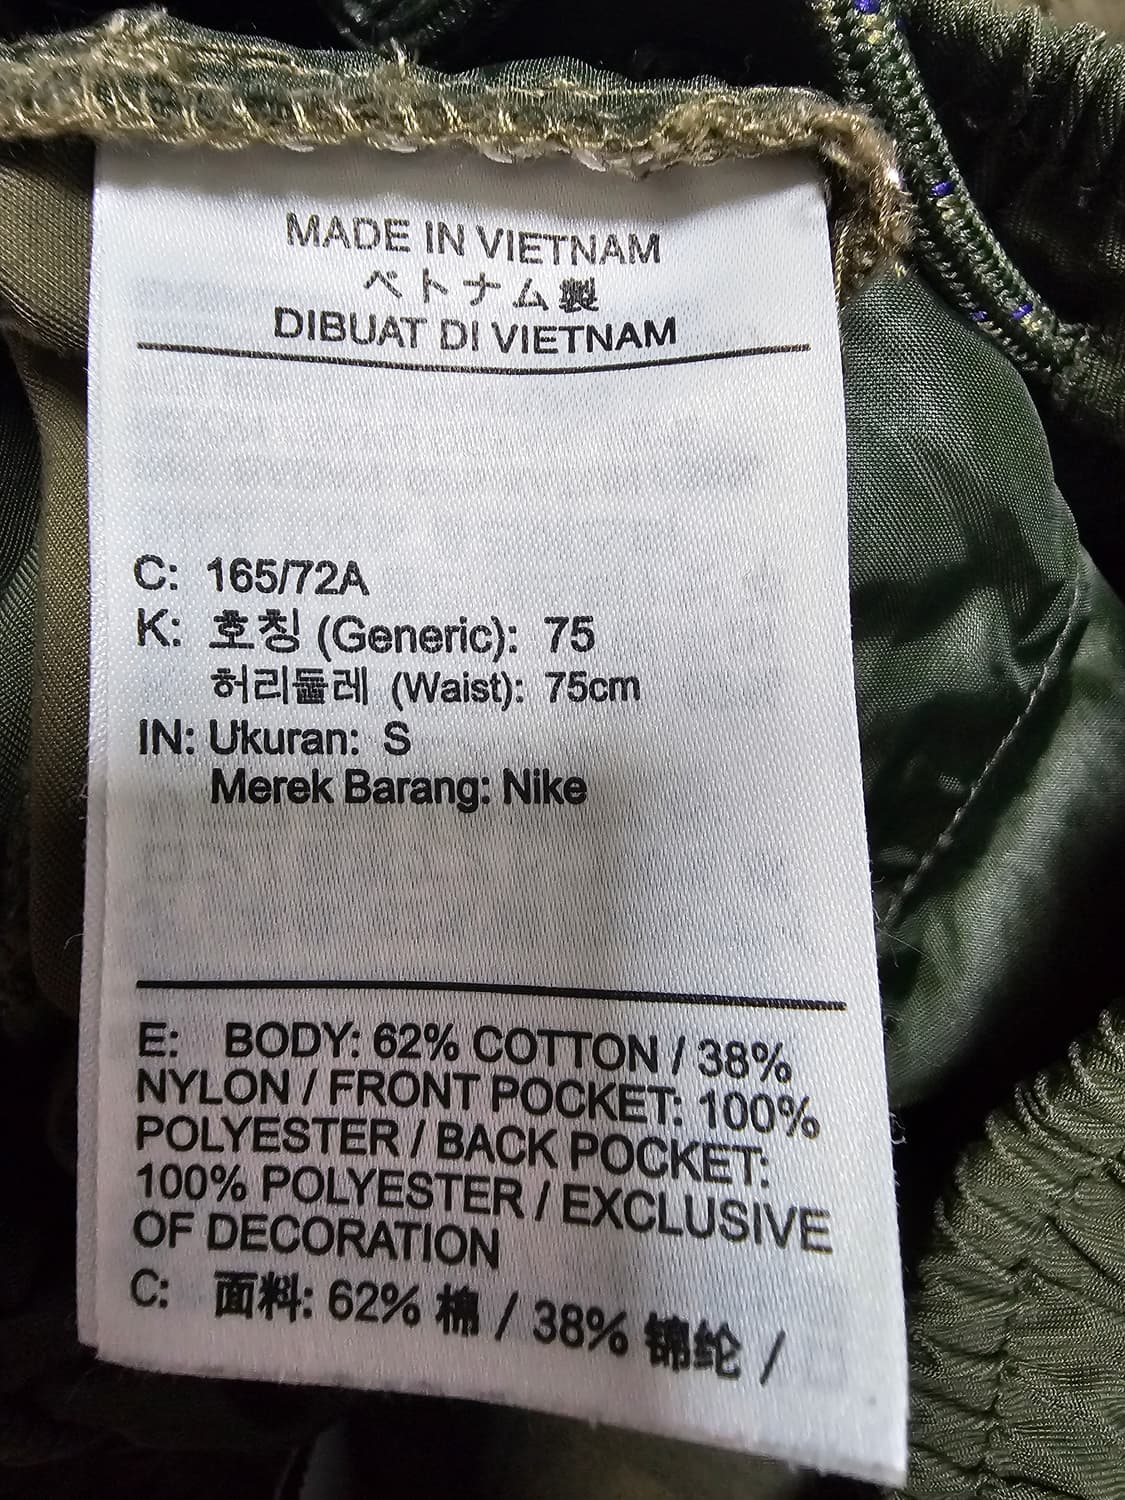 MADE IN VIETNAM
ベトナム製
DIBUAT DI VIETNAM
C: 165/72A
K: 호칭 (Generic): 75
허리둘레 (Waist): 75cm
IN: Ukuran: S
Merek Barang: Nike
E: BODY: 62% COTTON / 38%
NYLON / FRONT POCKET: 100%
POLYESTER / BACK POCKET:
100% POLYESTER / EXCLUSIVE
OF DECORATION
C: 面料: 62% 棉 / 38% 锦纶 /